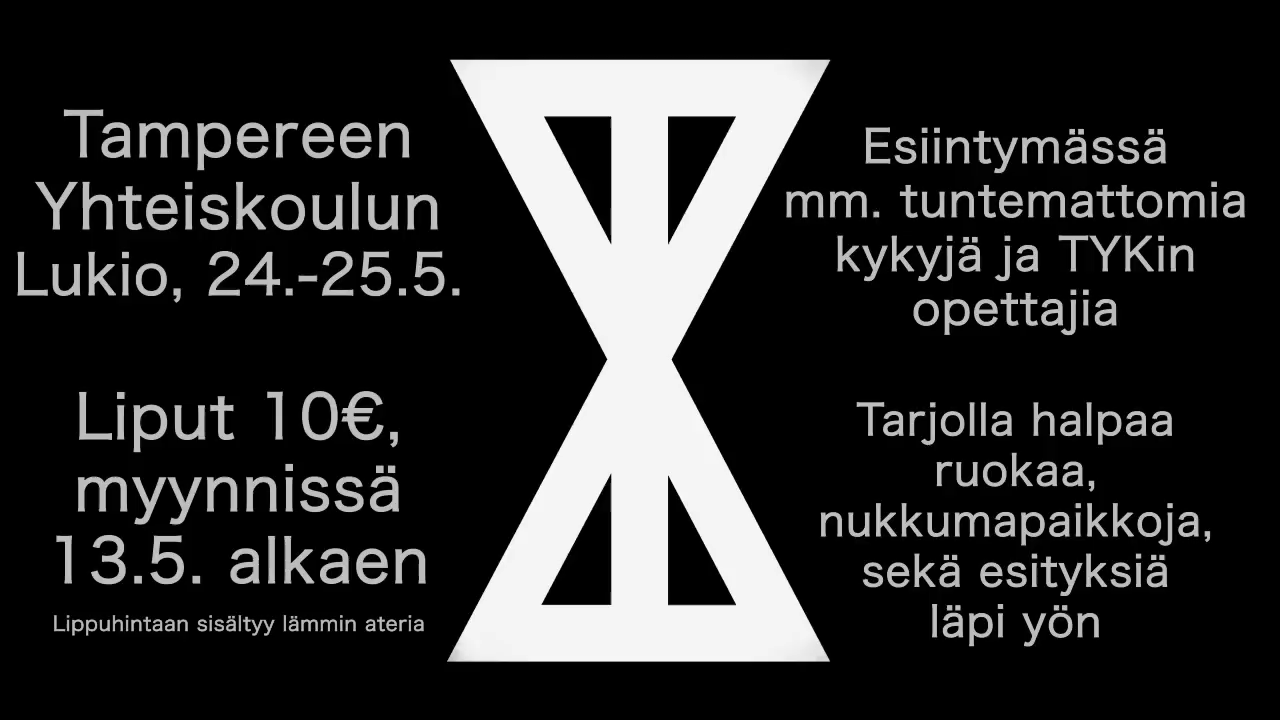 Tampereen
Yhteiskoulun
Lukio, 24.-25.5.
Liput 10€,
myynnissä
13.5. alkaen
Lippuhintaan sisältyy lämmin ateria
Esiintymässä
mm. tuntemattomia
kykyjä ja TYKin
opettajia
Tarjolla halpaa
ruokaa,
nukkumapaikkoja,
sekä esityksiä
läpi yön